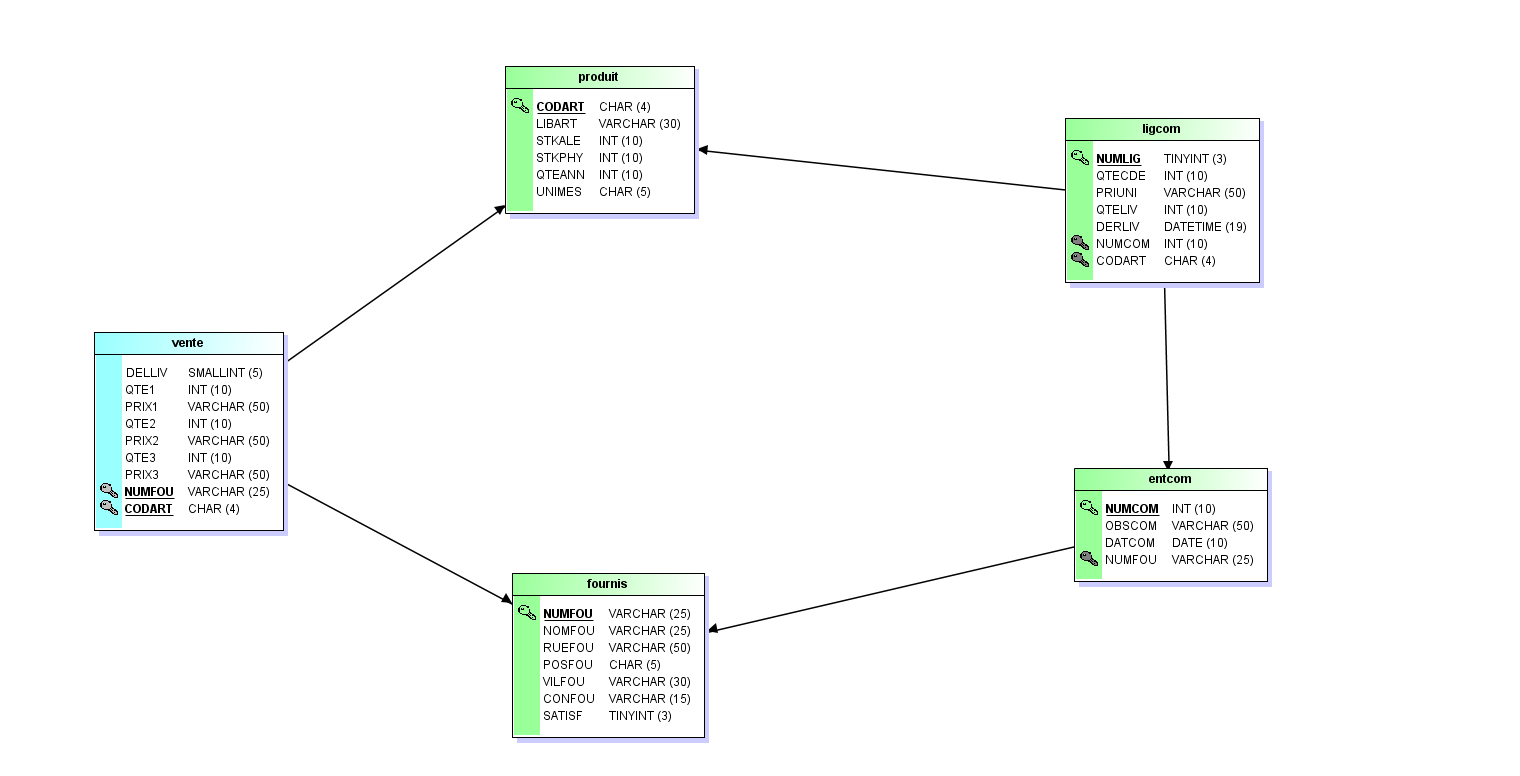 produit
CODART CHAR (4)
LIBART VARCHAR (30)
STKALE INT (10)
STKPHY INT (10)
QTEANN INT (10)
UNIMES CHAR (5)
ligcom
NUMLIG TINYINT (3)
QTECDE INT (10)
PRIUNI VARCHAR (50)
QTELIV INT (10)
DERLIV DATETIME (19)
NUMCOM INT (10)
CODART CHAR (4)
vente
DELLIV SMALLINT (5)
QTE1 INT (10)
PRIX1 VARCHAR (50)
QTE2 INT (10)
PRIX2 VARCHAR (50)
QTE3 INT (10)
PRIX3 VARCHAR (50)
NUMFOU VARCHAR (25)
CODART CHAR (4)
entcom
NUMCOM INT (10)
OBSCOM VARCHAR (50)
DATCOM DATE (10)
NUMFOU VARCHAR (25)
fournis
NUMFOU VARCHAR (25)
NOMFOU VARCHAR (25)
RUEFOU VARCHAR (50)
POSFOU CHAR (5)
VILFOU VARCHAR (30)
CONFOU VARCHAR (15)
SATISF TINYINT (3)